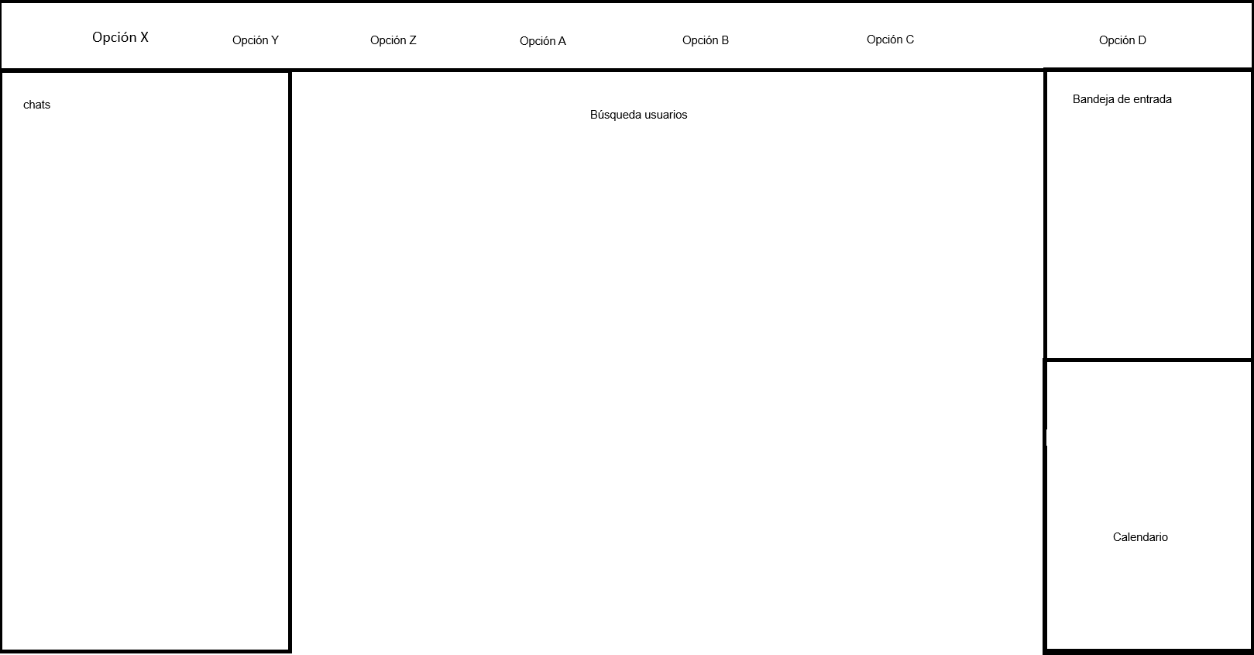 Opción X
Opción Y
Opción Z
Opción A
Opción B
Opción C
Opción D
chats
Búsqueda usuarios
Bandeja de entrada
Calendario